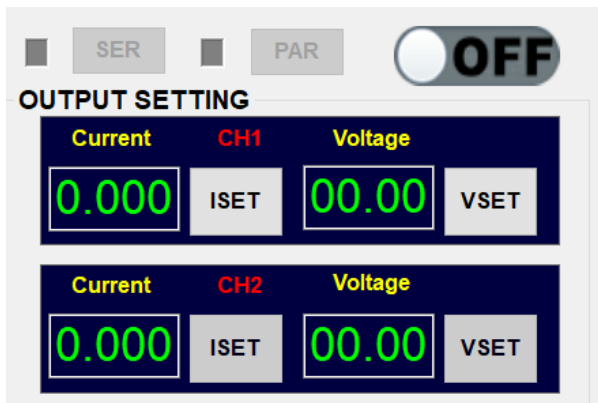 SER PAR OFF
OUTPUT SETTING
Current CH1 Voltage
0.000 ISET 00.00 VSET
Current CH2 Voltage
0.000 ISET 00.00 VSET